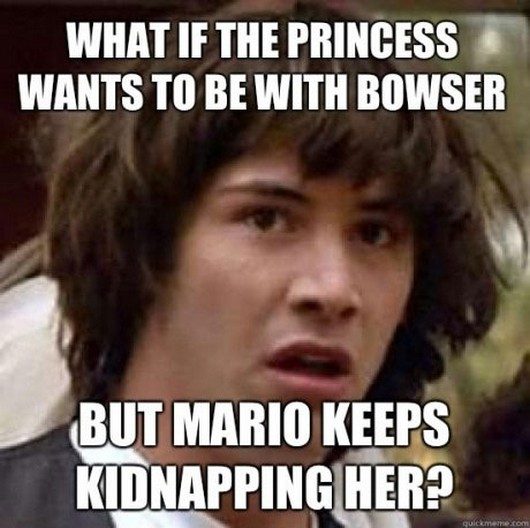 WHAT IF THE PRINCESS
WANTS TO BE WITH BOWSER
BUT MARIO KEEPS
KIDNAPPING HER?
quickmeme.com